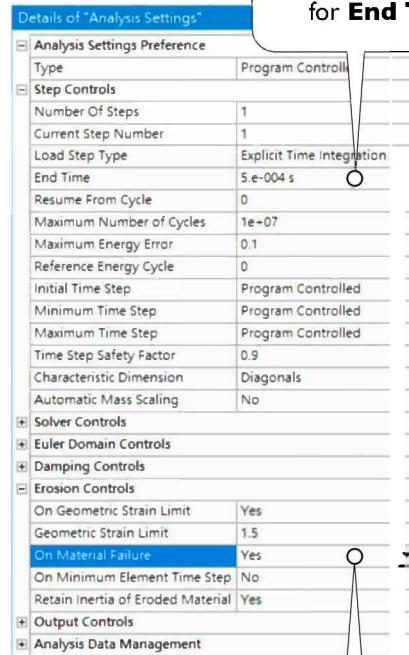 for End
Details of "Analysis Settings"
Analysis Settings Preference
Type Program Controlle
Step Controls
Number Of Steps 1
Current Step Number 1
Load Step Type Explicit Time Integration
End Time 5.e-004 s
Resume From Cycle 0
Maximum Number of Cycles 1e+07
Maximum Energy Error 0.1
Reference Energy Cycle 0
Initial Time Step Program Controlled
Minimum Time Step Program Controlled
Maximum Time Step Program Controlled
Time Step Safety Factor 0.9
Characteristic Dimension Diagonals
Automatic Mass Scaling No
Solver Controls
Euler Domain Controls
Damping Controls
Erosion Controls
On Geometric Strain Limit Yes
Geometric Strain Limit 1.5
On Material Failure Yes
On Minimum Element Time Step No
Retain Inertia of Eroded Material Yes
Output Controls
Analysis Data Management